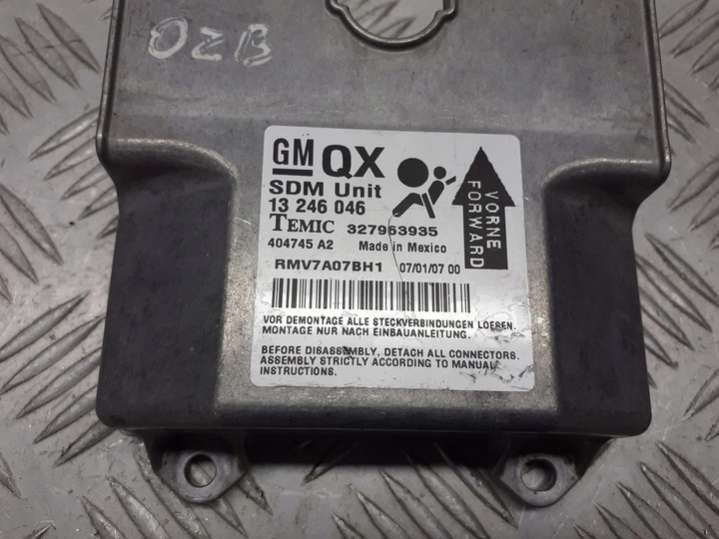 OZB
GM QX
SDM Unit
13 246 046
TEMIC 327963935
404745 A2 Made in Mexico
VORNE
FORWARD
RMV7A07BH1 07/01/07 00
VOR DEMONTAGE ALLE STECKVERBINDUNGEN LOESEN.
MONTAGE NUR NACH EINBAUANLEITUNG.
BEFORE DISASSEMBLY, DETACH ALL CONNECTORS.
ASSEMBLY STRICTLY ACCORDING TO MANUAL
INSTRUCTIONS.